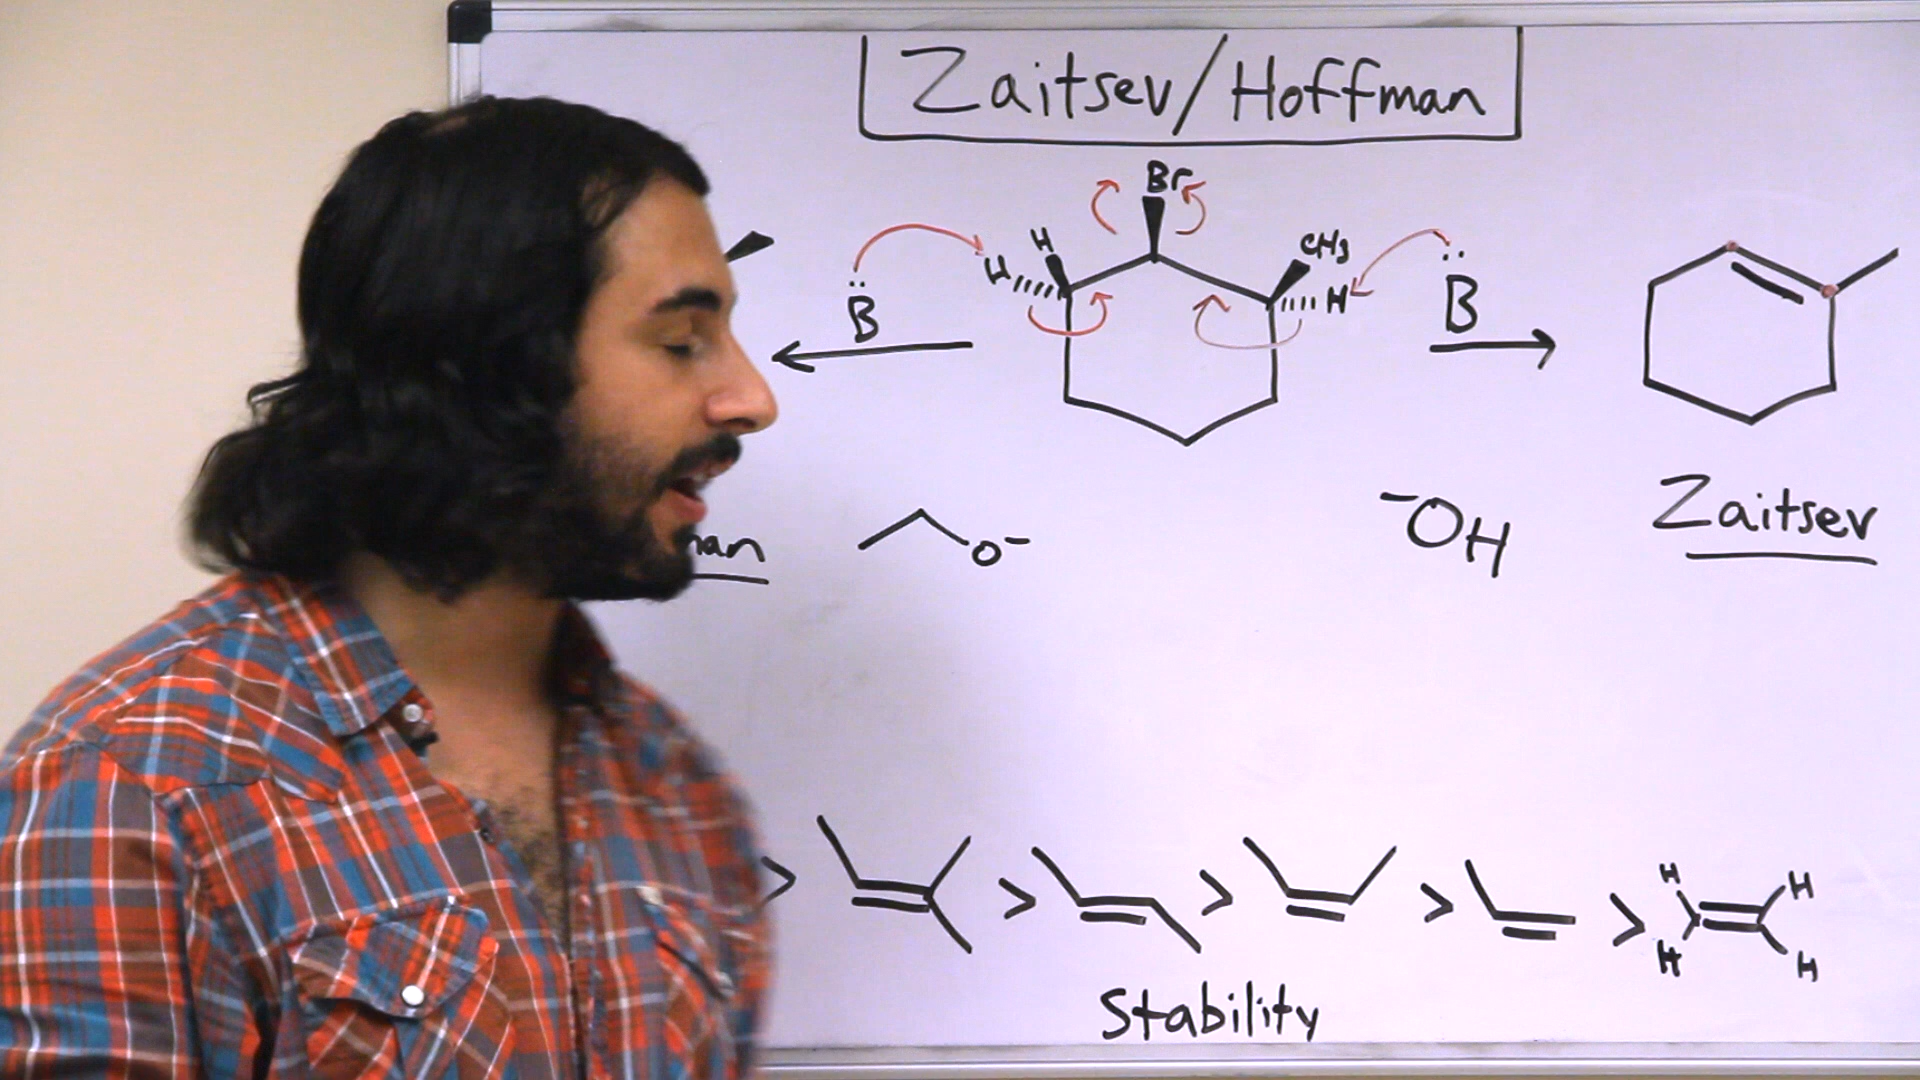 Zaitsev/Hoffman
Br
H
H
CH3
H
B̈
B̈
Zaitsev
O⁻
⁻OH
> > > > >
H
H
H
H
Stability